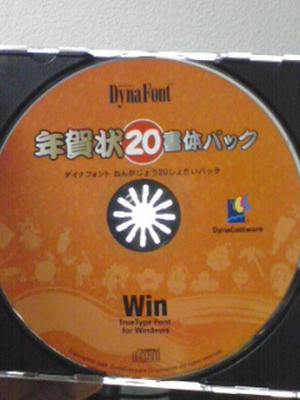 DynaFont
年賀状20書体パック
ダイナフォント ねんがじょう20しょたいパック
DynaComware
Win
TrueType Font
for Windows